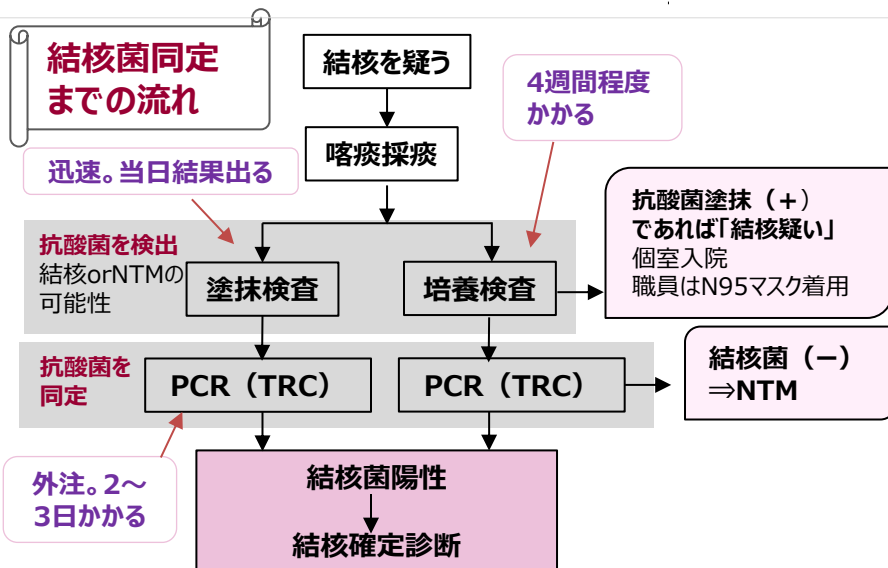 結核菌同定
までの流れ
結核を疑う
4週間程度
かかる
喀痰採痰
迅速。当日結果出る
抗酸菌塗抹（+）
であれば「結核疑い」
個室入院
職員はN95マスク着用
抗酸菌を検出
結核orNTMの
可能性
塗抹検査
培養検査
抗酸菌を
同定
PCR（TRC）
PCR（TRC）
結核菌（−）
⇒NTM
外注。2～
3日かかる
結核菌陽性
結核確定診断